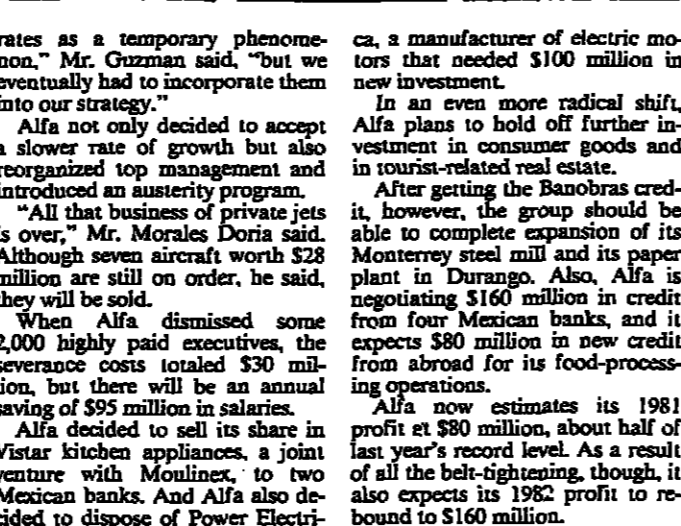 rates as a temporary phenome-
non," Mr. Guzman said, "but we
eventually had to incorporate them
into our strategy."
Alfa not only decided to accept
a slower rate of growth but also
reorganized top management and
introduced an austerity program.
"All that business of private jets
is over," Mr. Morales Doria said.
Although seven aircraft worth $28
million are still on order, he said,
they will be sold.
When Alfa dismissed some
2,000 highly paid executives, the
severance costs totaled $30 mil-
lion, but there will be an annual
saving of $95 million in salaries.
Alfa decided to sell its share in
Vistar kitchen appliances, a joint
venture with Moulinex, to two
Mexican banks. And Alfa also de-
cided to dispose of Power Electri-
ca, a manufacturer of electric mo-
tors that needed $100 million in
new investment.
In an even more radical shift,
Alfa plans to hold off further in-
vestment in consumer goods and
in tourist-related real estate.
After getting the Banobras cred-
it, however, the group should be
able to complete expansion of its
Monterrey steel mill and its paper
plant in Durango. Also, Alfa is
negotiating $160 million in credit
from four Mexican banks, and it
expects $80 million in new credit
from abroad for its food-process-
ing operations.
Alfa now estimates its 1981
profit at $80 million, about half of
last year's record level. As a result
of all the belt-tightening, though, it
also expects its 1982 profit to re-
bound to $160 million.